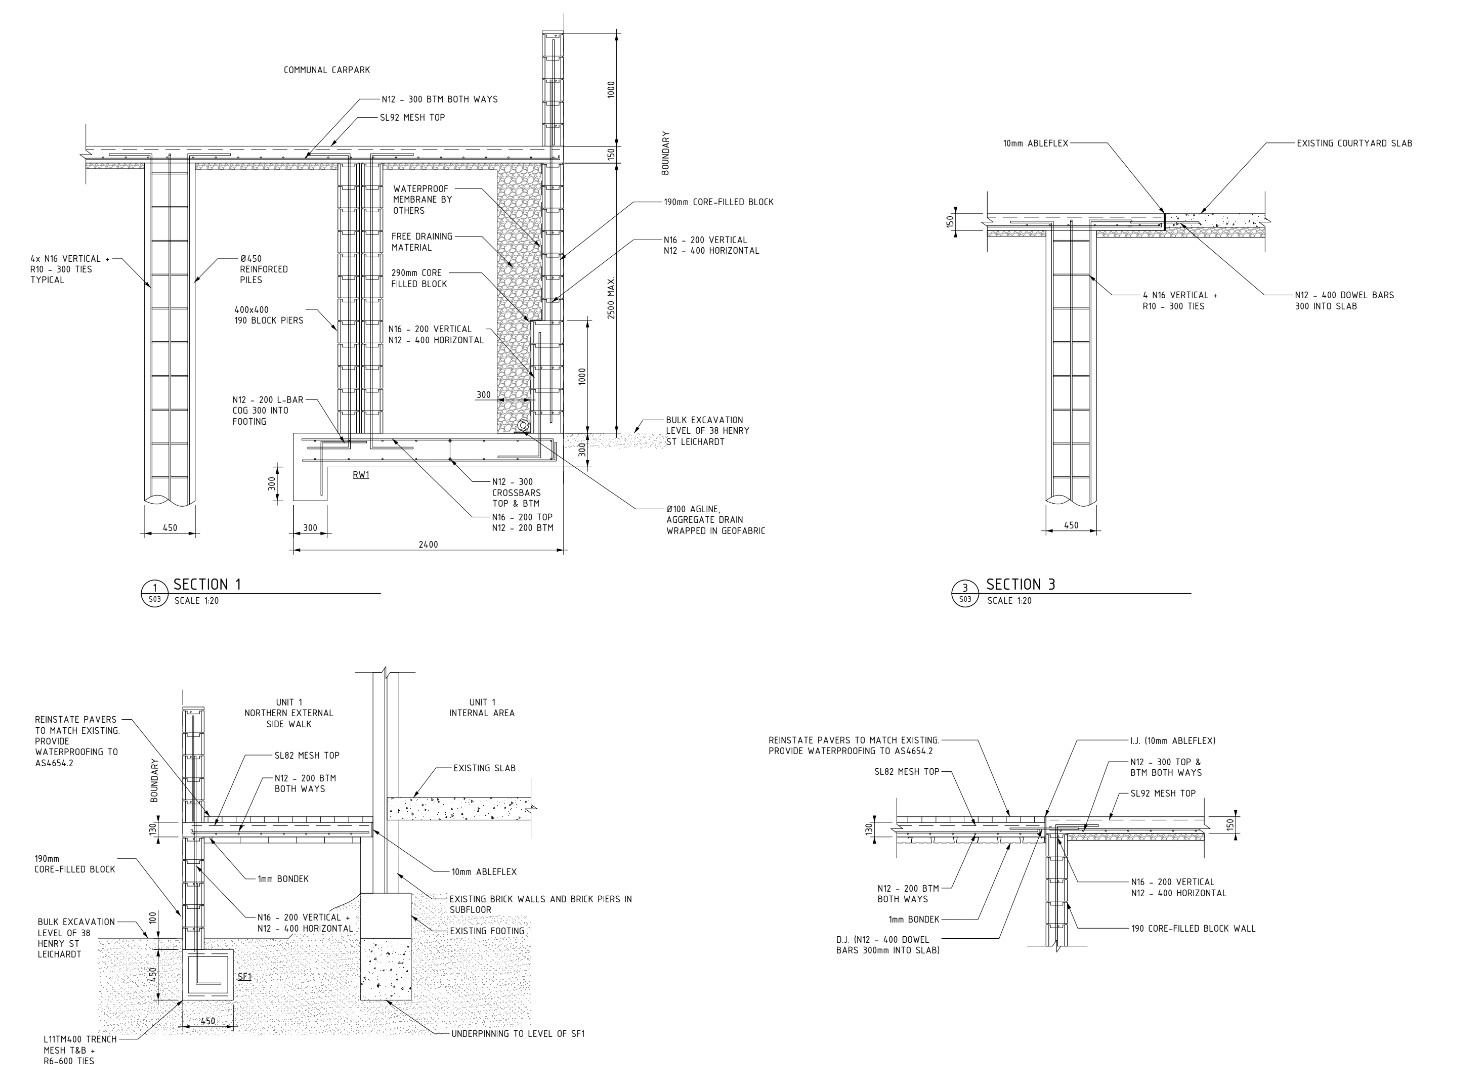 COMMUNAL CARPARK
N12 - 300 BTM BOTH WAYS
SL92 MESH TOP
1000
150
BOUNDARY
WATERPROOF
MEMBRANE BY
OTHERS
190mm CORE-FILLED BLOCK
FREE DRAINING
MATERIAL
N16 - 200 VERTICAL
N12 - 400 HORIZONTAL
4x N16 VERTICAL +
R10 - 300 TIES
TYPICAL
Ø450
REINFORCED
PILES
290mm CORE
FILLED BLOCK
2500 MAX.
400x400
190 BLOCK PIERS
N16 - 200 VERTICAL
N12 - 400 HORIZONTAL
1000
300
N12 - 200 L-BAR
COG 300 INTO
FOOTING
BULK EXCAVATION
LEVEL OF 38 HENRY
ST LEICHARDT
300
300
RW1
N12 - 300
CROSSBARS
TOP & BTM
N16 - 200 TOP
N12 - 200 BTM
Ø100 AGLINE,
AGGREGATE DRAIN
WRAPPED IN GEOFABRIC
450
300
2400
1
S03
SECTION 1
SCALE 1:20
10mm ABLEFLEX
EXISTING COURTYARD SLAB
150
4 N16 VERTICAL +
R10 - 300 TIES
N12 - 400 DOWEL BARS
300 INTO SLAB
450
3
S03
SECTION 3
SCALE 1:20
REINSTATE PAVERS
TO MATCH EXISTING.
PROVIDE
WATERPROOFING TO
AS4654.2
UNIT 1
NORTHERN EXTERNAL
SIDE WALK
UNIT 1
INTERNAL AREA
SL82 MESH TOP
N12 - 200 BTM
BOTH WAYS
EXISTING SLAB
BOUNDARY
130
190mm
CORE-FILLED BLOCK
1mm BONDEK
10mm ABLEFLEX
EXISTING BRICK WALLS AND BRICK PIERS IN
SUBFLOOR
100
BULK EXCAVATION
LEVEL OF 38
HENRY ST
LEICHARDT
N16 - 200 VERTICAL +
N12 - 400 HORIZONTAL
EXISTING FOOTING
450
SF1
450
L11TM400 TRENCH
MESH T&B +
R6-600 TIES
UNDERPINNING TO LEVEL OF SF1
REINSTATE PAVERS TO MATCH EXISTING.
PROVIDE WATERPROOFING TO AS4654.2
SL82 MESH TOP
I.J. (10mm ABLEFLEX)
N12 - 300 TOP &
BTM BOTH WAYS
SL92 MESH TOP
130
150
N12 - 200 BTM
BOTH WAYS
1mm BONDEK
D.J. (N12 - 400 DOWEL
BARS 300mm INTO SLAB)
N16 - 200 VERTICAL
N12 - 400 HORIZONTAL
190 CORE-FILLED BLOCK WALL